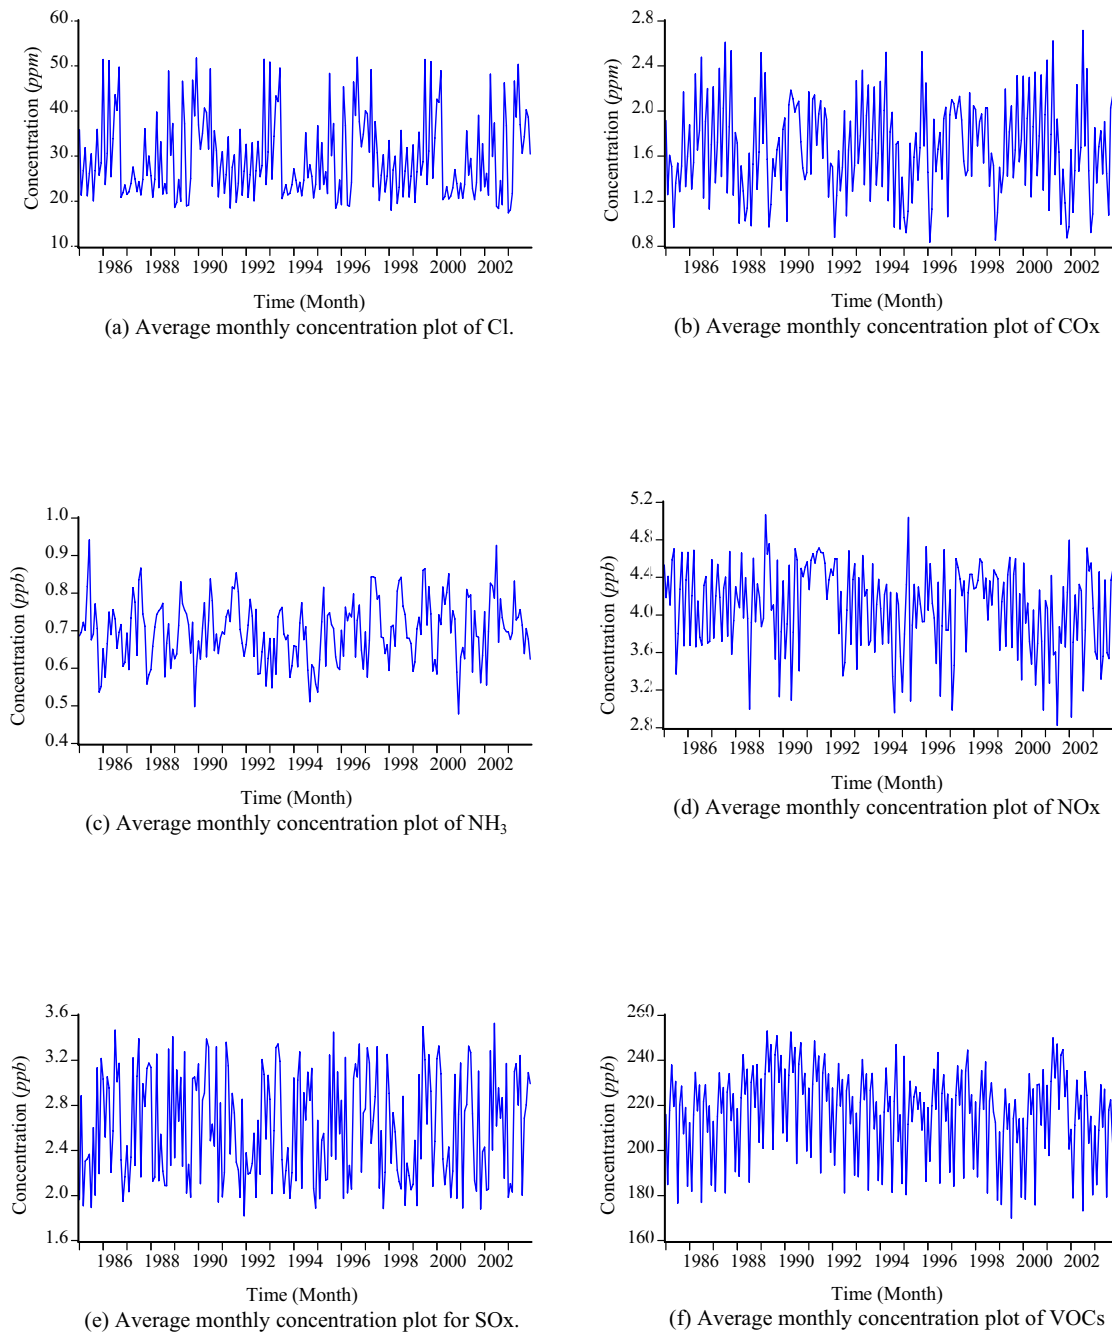 60
50
40
30
20
10
Concentration (ppm)
1986 1988 1990 1992 1994 1996 1998 2000 2002
Time (Month)
(a) Average monthly concentration plot of Cl.
2.8
2.4
2.0
1.6
1.2
0.8
Concentration (ppm)
1986 1988 1990 1992 1994 1996 1998 2000 2002
Time (Month)
(b) Average monthly concentration plot of COx
1.0
0.9
0.8
0.7
0.6
0.5
0.4
Concentration (ppb)
1986 1988 1990 1992 1994 1996 1998 2000 2002
Time (Month)
(c) Average monthly concentration plot of NH3
5.2
4.8
4.4
4.0
3.6
3.2
2.8
Concentration (ppb)
1986 1988 1990 1992 1994 1996 1998 2000 2002
Time (Month)
(d) Average monthly concentration plot of NOx
3.6
3.2
2.8
2.4
2.0
1.6
Concentration (ppb)
1986 1988 1990 1992 1994 1996 1998 2000 2002
Time (Month)
(e) Average monthly concentration plot for SOx.
260
240
220
200
180
160
Concentration (ppb)
1986 1988 1990 1992 1994 1996 1998 2000 2002
Time (Month)
(f) Average monthly concentration plot of VOCs